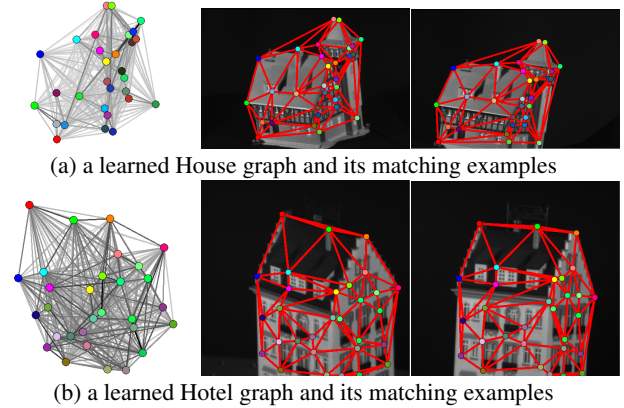 (a) a learned House graph and its matching examples
(b) a learned Hotel graph and its matching examples